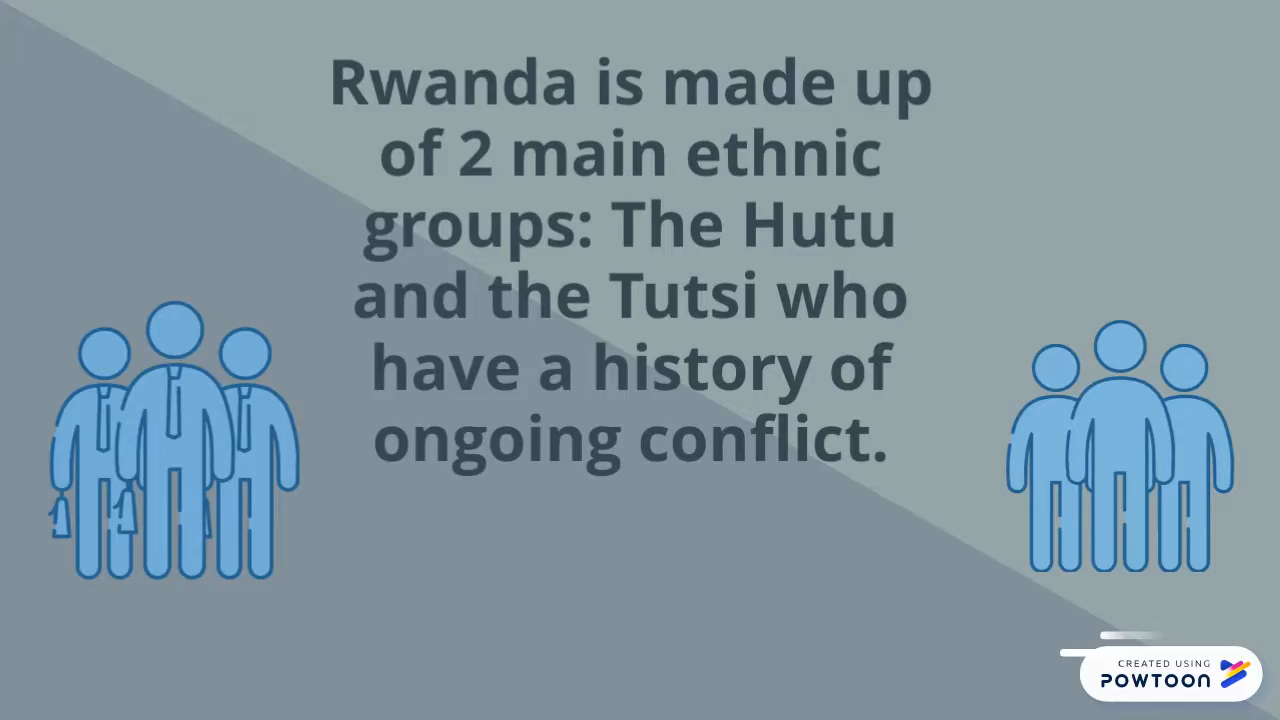 Rwanda is made up
of 2 main ethnic
groups: The Hutu
and the Tutsi who
have a history of
ongoing conflict.
CREATED USING
POWTOON